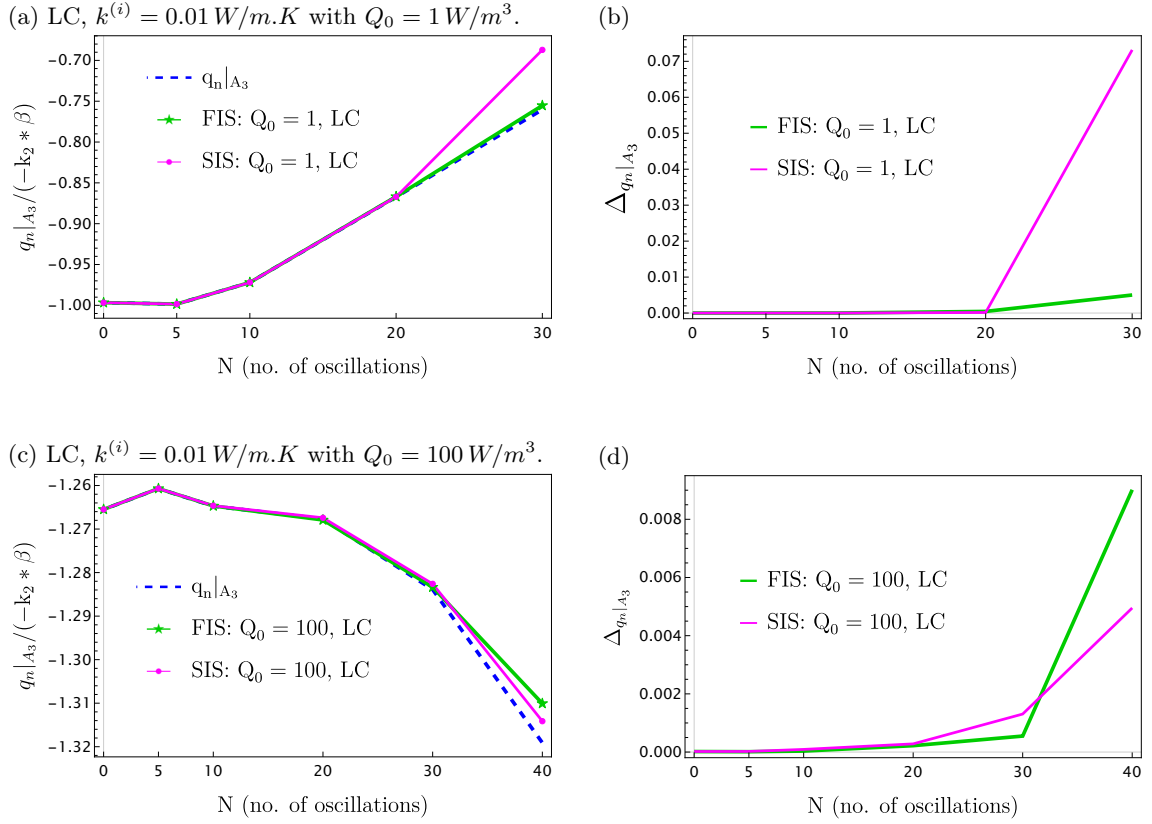 (a) LC, k^{(i)} = 0.01 W/m.K with Q_0 = 1 W/m^3.
q_n|_{A_3}/(−k_2 * β)
-0.70
-0.75
-0.80
-0.85
-0.90
-0.95
-1.00
q_n|_{A_3}
FIS: Q_0 = 1, LC
SIS: Q_0 = 1, LC
0 5 10 20 30
N (no. of oscillations)
(b)
Δ_{q_n|_{A_3}}
0.07
0.06
0.05
0.04
0.03
0.02
0.01
0.00
FIS: Q_0 = 1, LC
SIS: Q_0 = 1, LC
0 5 10 20 30
N (no. of oscillations)
(c) LC, k^{(i)} = 0.01 W/m.K with Q_0 = 100 W/m^3.
q_n|_{A_3}/(−k_2 * β)
-1.26
-1.27
-1.28
-1.29
-1.30
-1.31
-1.32
q_n|_{A_3}
FIS: Q_0 = 100, LC
SIS: Q_0 = 100, LC
0 5 10 20 30 40
N (no. of oscillations)
(d)
Δ_{q_n|_{A_3}}
0.008
0.006
0.004
0.002
0.000
FIS: Q_0 = 100, LC
SIS: Q_0 = 100, LC
0 5 10 20 30 40
N (no. of oscillations)